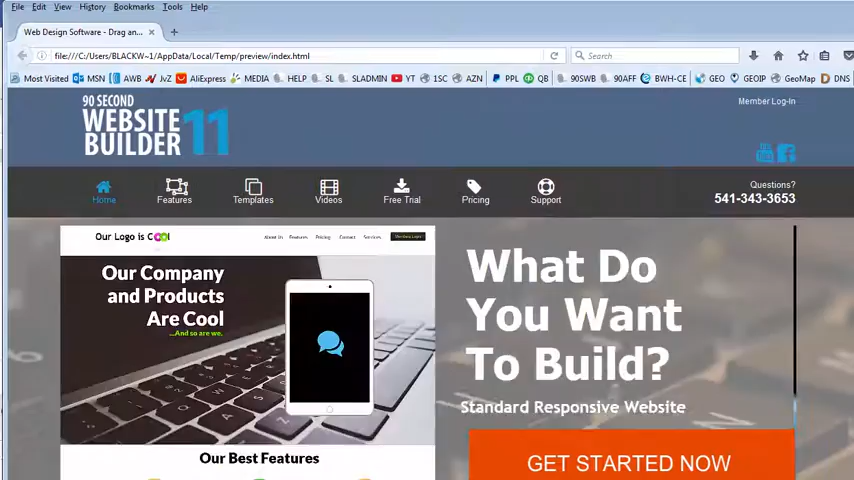 File Edit View History Bookmarks Tools Help
Web Design Software - Drag an... × +
file:///C:/Users/BLACKW~1/AppData/Local/Temp/preview/index.html
Search
Most Visited MSN AWB JvZ AliExpress MEDIA HELP SL SLADMIN YT 1SC AZN PPL QB 90SWB 90AFF BWH-CE GEO GEOIP GeoMap DNS
Member Log-In
90 SECOND
WEBSITE
BUILDER 11
You Tube
Home Features Templates Videos Free Trial Pricing Support
Questions?
541-343-3653
Our Logo is COOl
About Us Features Pricing Contact Services Members Login
Our Company
and Products
Are Cool
...And so are we.
Our Best Features
What Do
You Want
To Build?
Standard Responsive Website
GET STARTED NOW